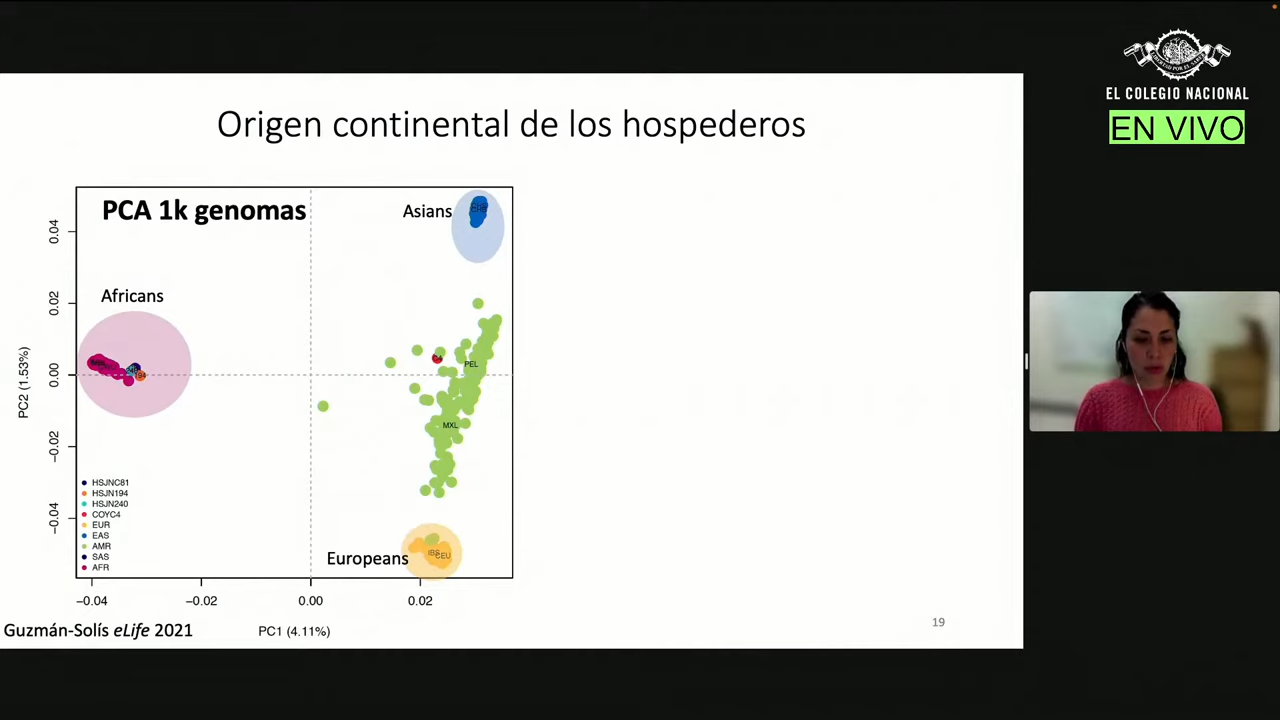 EL COLEGIO NACIONAL
EN VIVO
Origen continental de los hospederos
PCA 1k genomas
Asians
Africans
Europeans
PEL
MXL
CEU
HSJNC81
HSJN194
HSJN240
COYC4
EUR
EAS
AMR
SAS
AFR
PC2 (1.53%)
0.04
0.02
0.00
−0.02
−0.04
−0.04
−0.02
0.00
0.02
PC1 (4.11%)
Guzmán-Solís eLife 2021
19